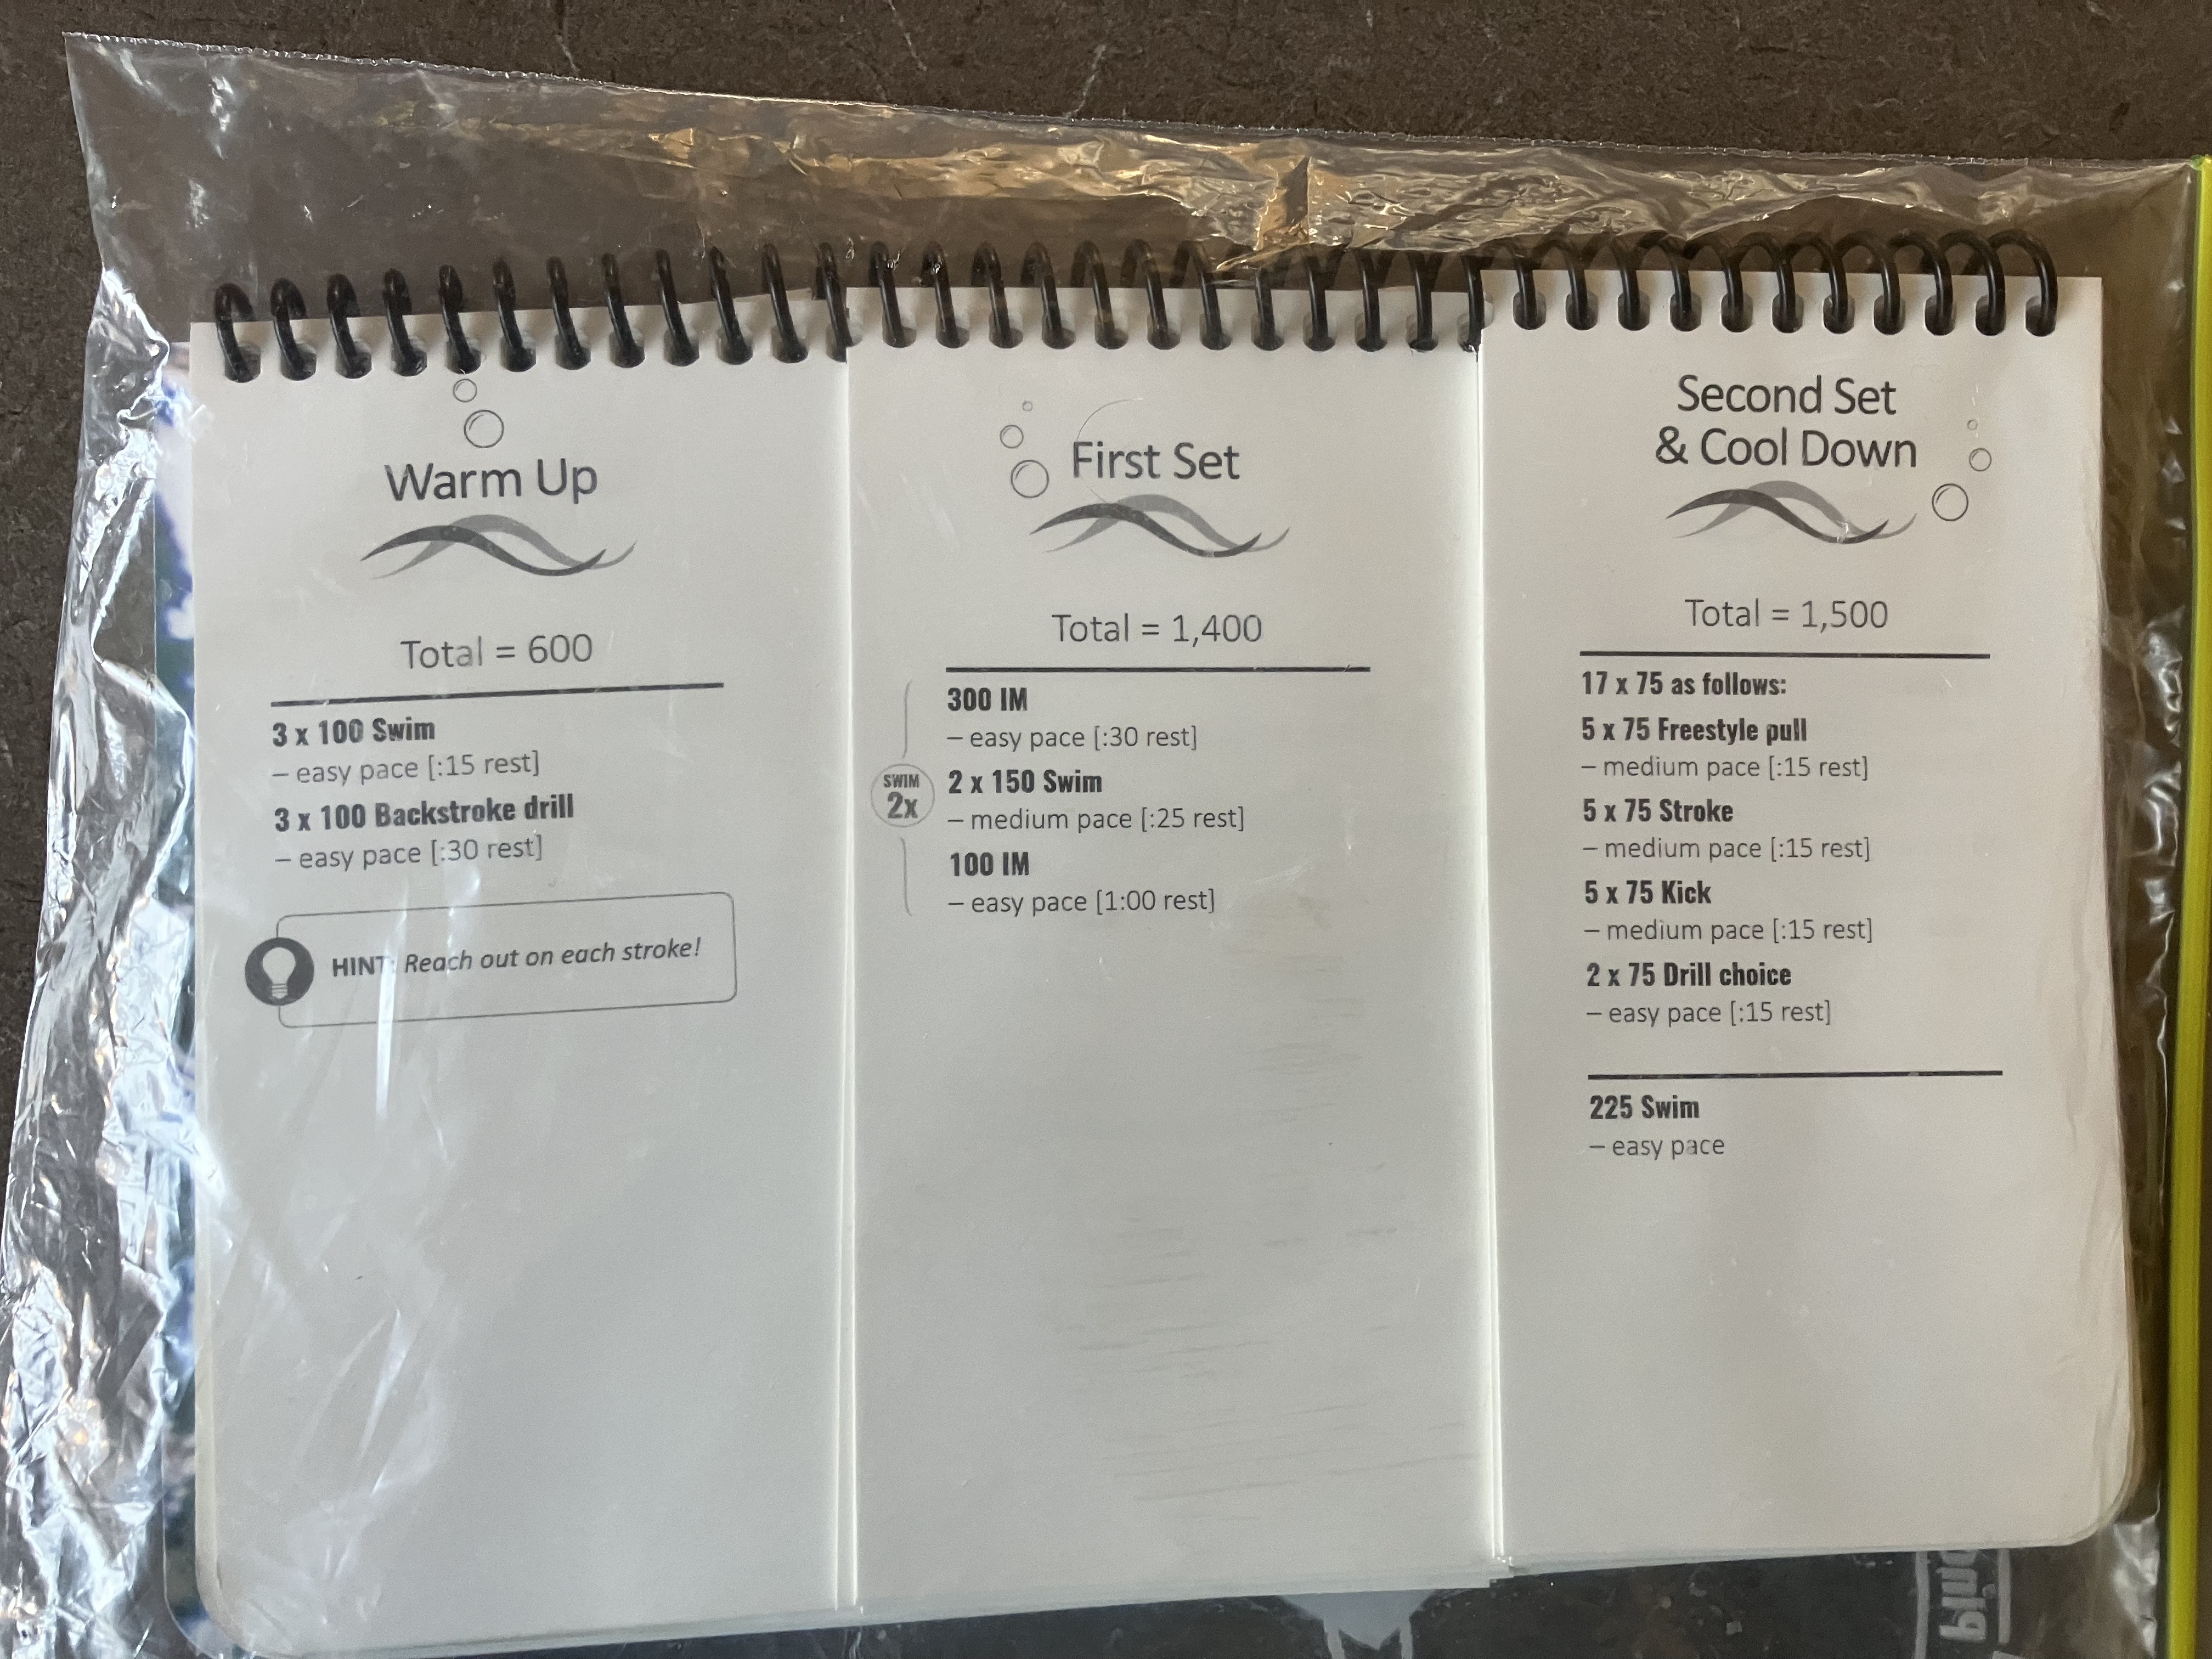 Warm Up
Total = 600
3 x 100 Swim
– easy pace [:15 rest]
3 x 100 Backstroke drill
– easy pace [:30 rest]
HINT: Reach out on each stroke!
First Set
Total = 1,400
SWIM
2x
300 IM
– easy pace [:30 rest]
2 x 150 Swim
– medium pace [:25 rest]
100 IM
– easy pace [1:00 rest]
Second Set
& Cool Down
Total = 1,500
17 x 75 as follows:
5 x 75 Freestyle pull
– medium pace [:15 rest]
5 x 75 Stroke
– medium pace [:15 rest]
5 x 75 Kick
– medium pace [:15 rest]
2 x 75 Drill choice
– easy pace [:15 rest]
225 Swim
– easy pace